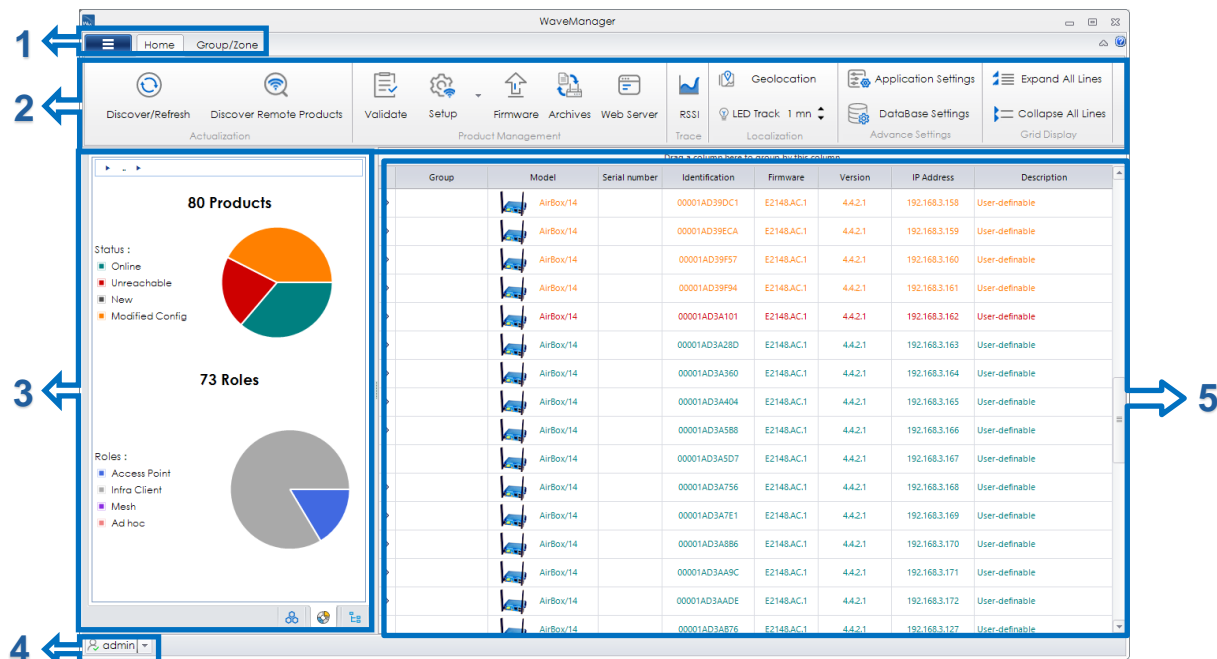 WaveManager
1
Home Group/Zone
2
Discover/Refresh Discover Remote Products Actualization
Validate Setup Firmware Archives Web Server Product Management
RSSI Trace
Geolocation
LED Track 1 mn
Localization
Application Settings
DataBase Settings
Advance Settings
Expand All Lines
Collapse All Lines
Grid Display
3
80 Products
Status :
Online
Unreachable
New
Modified Config
73 Roles
Roles :
Access Point
Infra Client
Mesh
Ad hoc
Drag a column here to group by this column
Group Model Serial number Identification Firmware Version IP Address Description
AirBox/14 00001AD39DC1 E2148.AC.1 4.4.2.1 192.168.3.158 User-definable
AirBox/14 00001AD39ECA E2148.AC.1 4.4.2.1 192.168.3.159 User-definable
AirBox/14 00001AD39F57 E2148.AC.1 4.4.2.1 192.168.3.160 User-definable
AirBox/14 00001AD39F94 E2148.AC.1 4.4.2.1 192.168.3.161 User-definable
AirBox/14 00001AD3A101 E2148.AC.1 4.4.2.1 192.168.3.162 User-definable
AirBox/14 00001AD3A28D E2148.AC.1 4.4.2.1 192.168.3.163 User-definable
AirBox/14 00001AD3A360 E2148.AC.1 4.4.2.1 192.168.3.164 User-definable
AirBox/14 00001AD3A404 E2148.AC.1 4.4.2.1 192.168.3.165 User-definable
AirBox/14 00001AD3A5B8 E2148.AC.1 4.4.2.1 192.168.3.166 User-definable
AirBox/14 00001AD3A5D7 E2148.AC.1 4.4.2.1 192.168.3.167 User-definable
AirBox/14 00001AD3A756 E2148.AC.1 4.4.2.1 192.168.3.168 User-definable
AirBox/14 00001AD3A7E1 E2148.AC.1 4.4.2.1 192.168.3.169 User-definable
AirBox/14 00001AD3A8B6 E2148.AC.1 4.4.2.1 192.168.3.170 User-definable
AirBox/14 00001AD3AA9C E2148.AC.1 4.4.2.1 192.168.3.171 User-definable
AirBox/14 00001AD3AADE E2148.AC.1 4.4.2.1 192.168.3.172 User-definable
AirBox/14 00001AD3AB76 E2148.AC.1 4.4.2.1 192.168.3.127 User-definable
5
4
admin